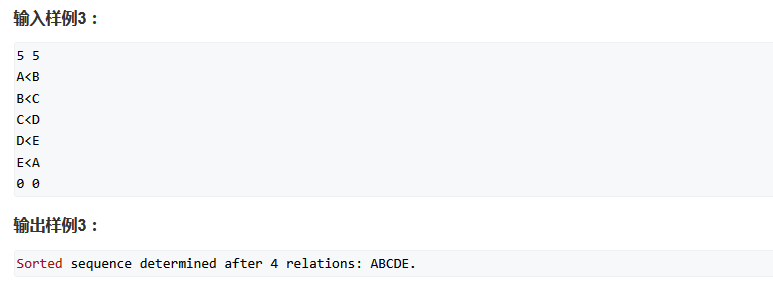 输入样例3：
5 5
A<B
B<C
C<D
D<E
E<A
0 0
输出样例3：
Sorted sequence determined after 4 relations: ABCDE.